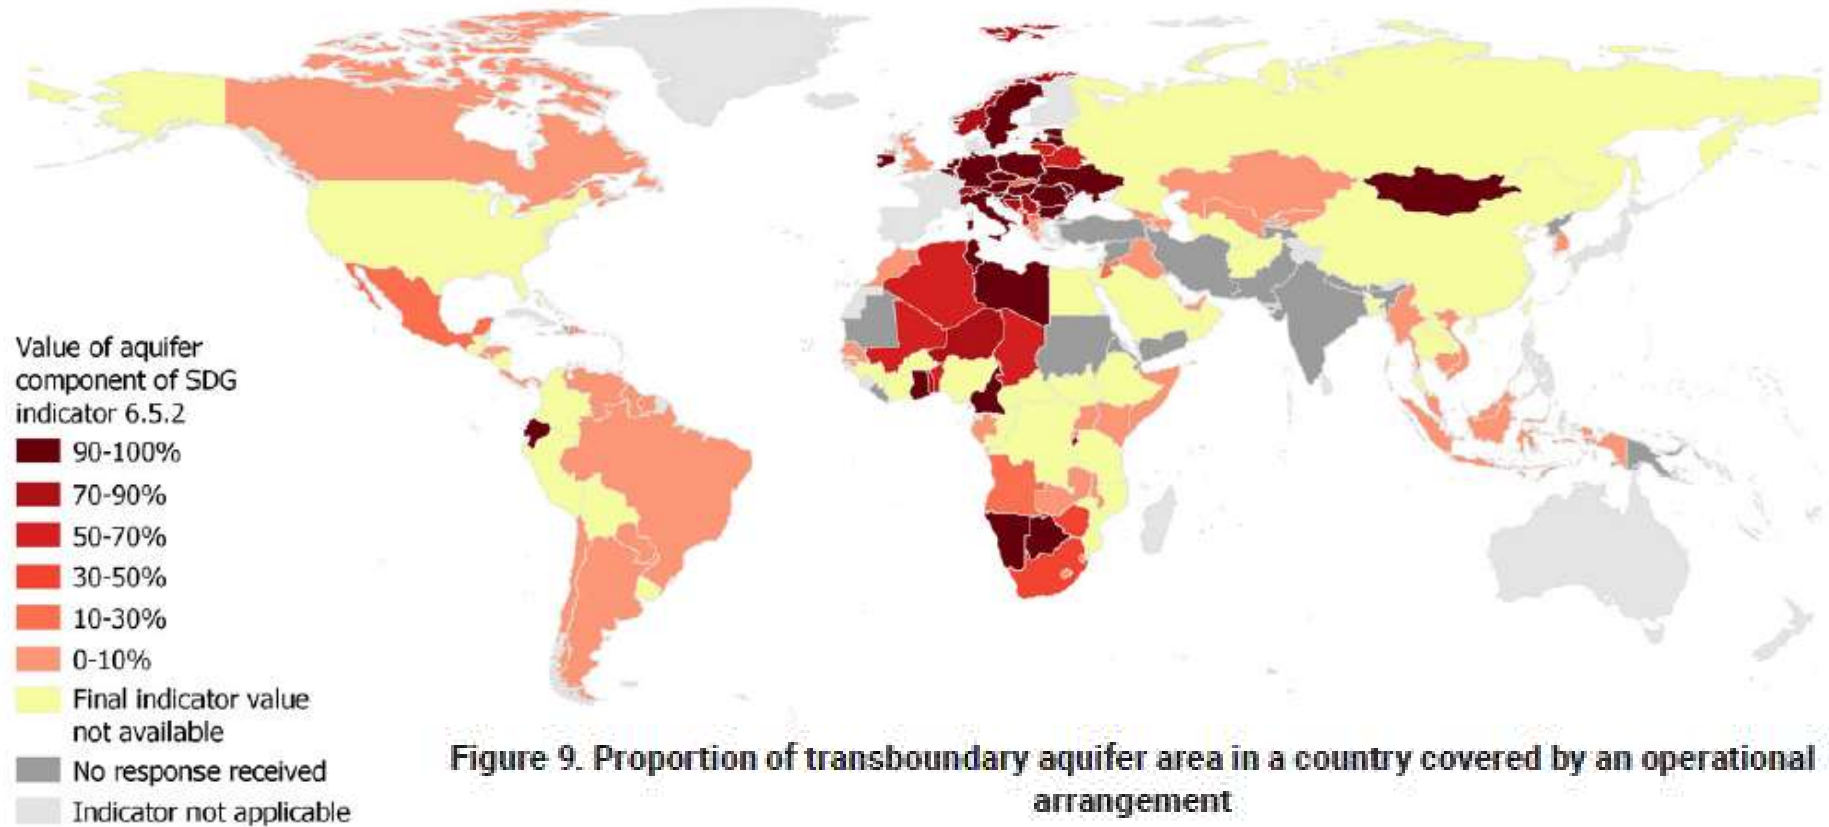 Value of aquifer
component of SDG
indicator 6.5.2
90-100%
70-90%
50-70%
30-50%
10-30%
0-10%
Final indicator value
not available
No response received
Indicator not applicable
Figure 9. Proportion of transboundary aquifer area in a country covered by an operational
arrangement